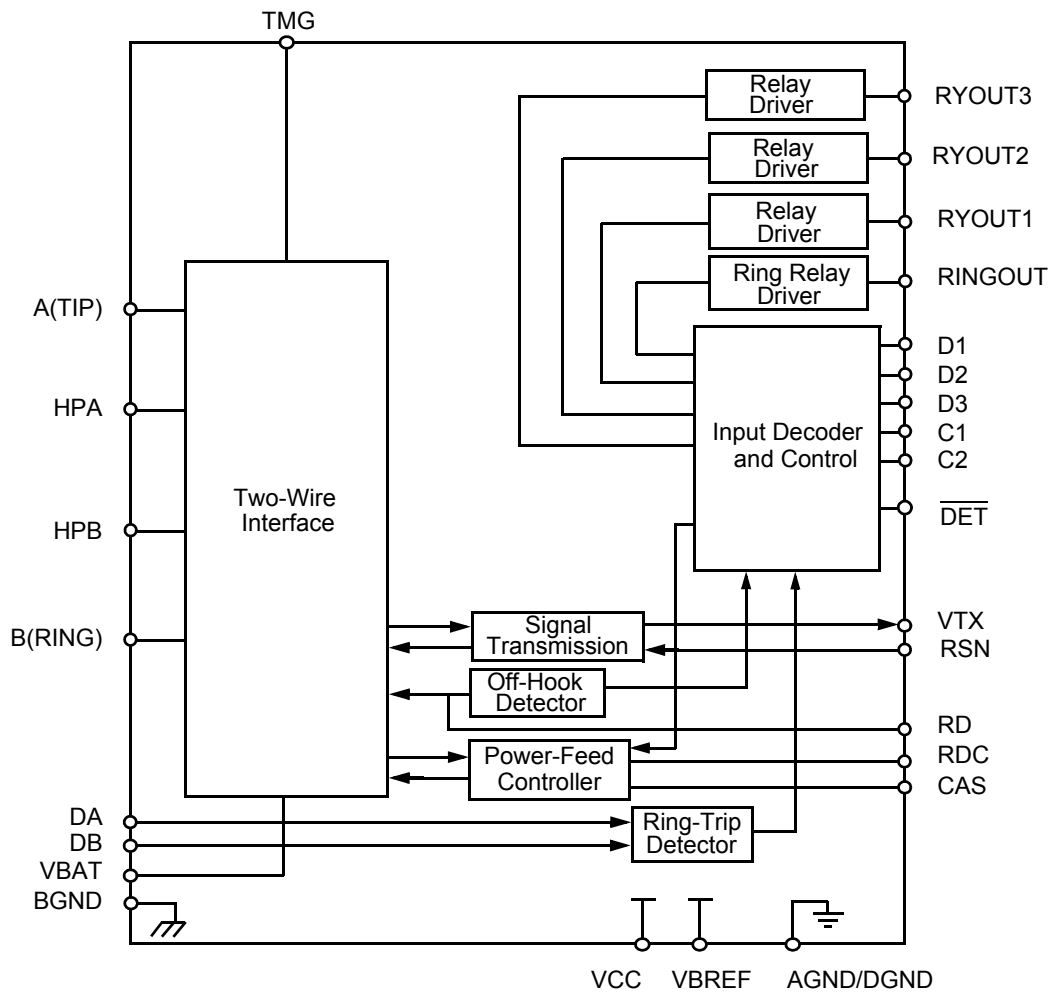 TMG
Relay
Driver
RYOUT3
Relay
Driver
RYOUT2
Relay
Driver
RYOUT1
Ring Relay
Driver
RINGOUT
A(TIP)
HPA
HPB
B(RING)
Two-Wire
Interface
Input Decoder
and Control
D1
D2
D3
C1
C2
DET
Signal
Transmission
VTX
RSN
Off-Hook
Detector
RD
Power-Feed
Controller
RDC
CAS
DA
DB
VBAT
BGND
Ring-Trip
Detector
VCC
VBREF
AGND/DGND